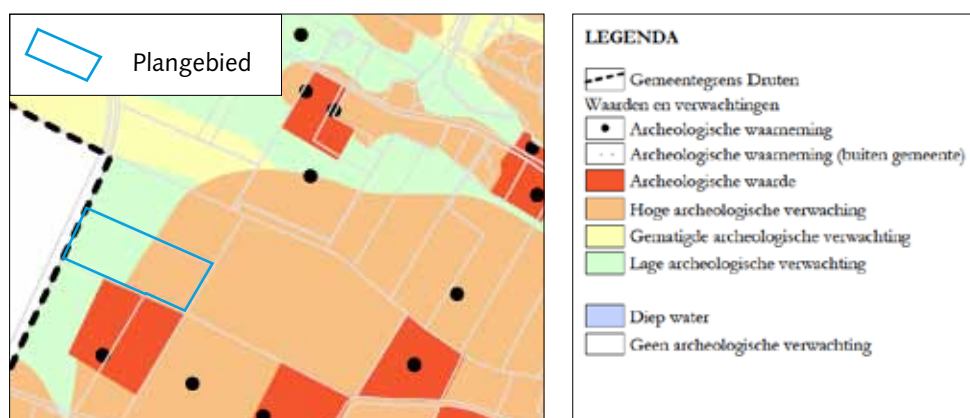 Plangebied
LEGENDA
Gemeentegrens Druten
Waarden en verwachtingen
Archeologische waarneming
Archeologische waarneming (buiten gemeente)
Archeologische waarde
Hoge archeologische verwaching
Gematigde archeologische verwachting
Lage archeologische verwachting
Diep water
Geen archeologische verwachting